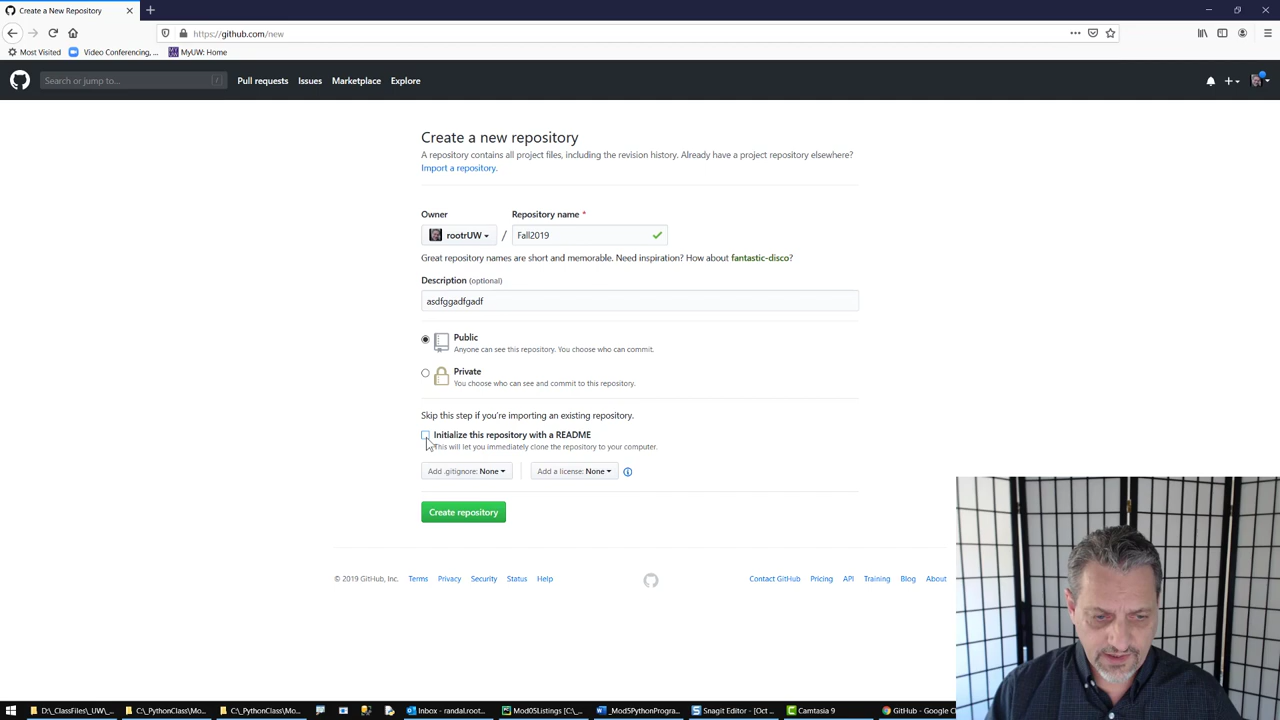 Create a New Repository
https://github.com/new
Most Visited
Video Conferencing, ...
MyUW: Home
Search or jump to...
/
Pull requests
Issues
Marketplace
Explore
Create a new repository
A repository contains all project files, including the revision history. Already have a project repository elsewhere?
Import a repository.
Owner
Repository name *
rootrUW
/
Fall2019
Great repository names are short and memorable. Need inspiration? How about fantastic-disco?
Description (optional)
asdfggadfgadf
Public
Anyone can see this repository. You choose who can commit.
Private
You choose who can see and commit to this repository.
Skip this step if you're importing an existing repository.
Initialize this repository with a README
This will let you immediately clone the repository to your computer.
Add .gitignore: None
Add a license: None
Create repository
© 2019 GitHub, Inc.
Terms
Privacy
Security
Status
Help
Contact GitHub
Pricing
API
Training
Blog
About
D:\_ClassFiles\_UW\_...
C:\_PythonClass\Mo...
C:\_PythonClass\Mo...
Inbox - randal.root...
Mod05Listings [C:\_...
_Mod5PythonProgra...
Snagit Editor - [Oct ...
Camtasia 9
GitHub - Google C